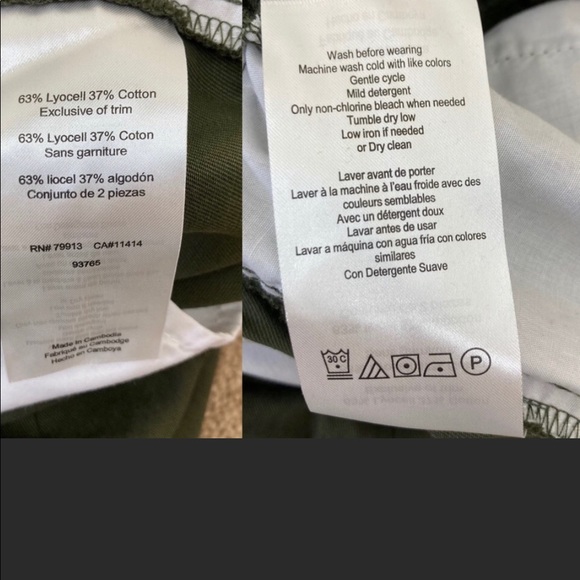 63% Lyocell 37% Cotton
Exclusive of trim
63% Lyocell 37% Coton
Sans garniture
63% liocel 37% algodón
Conjunto de 2 piezas
RN# 79913 CA#11414
93765
Made in Cambodia
Fabriqué au Cambodge
Hecho en Camboya
Wash before wearing
Machine wash cold with like colors
Gentle cycle
Mild detergent
Only non-chlorine bleach when needed
Tumble dry low
Low iron if needed
or Dry clean
Laver avant de porter
Laver à la machine à l'eau froide avec des
couleurs semblables
Avec un détergent doux
Lavar antes de usar
Lavar a máquina con agua fria con colores
similares
Con Detergente Suave
30 C
P